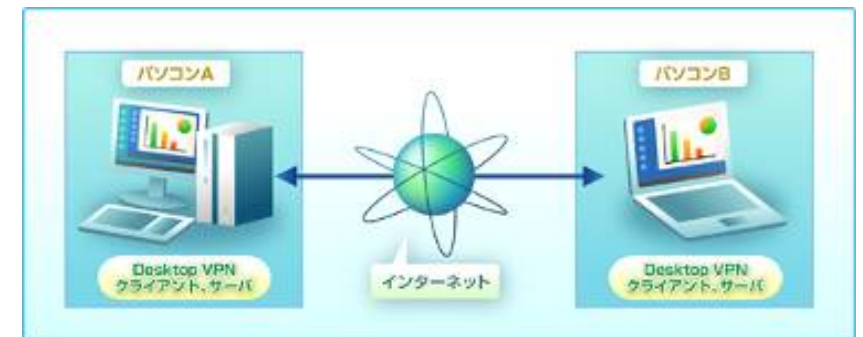 パソコンA
パソコンB
インターネット
Desktop VPN
クライアント、サーバ
Desktop VPN
クライアント、サーバ